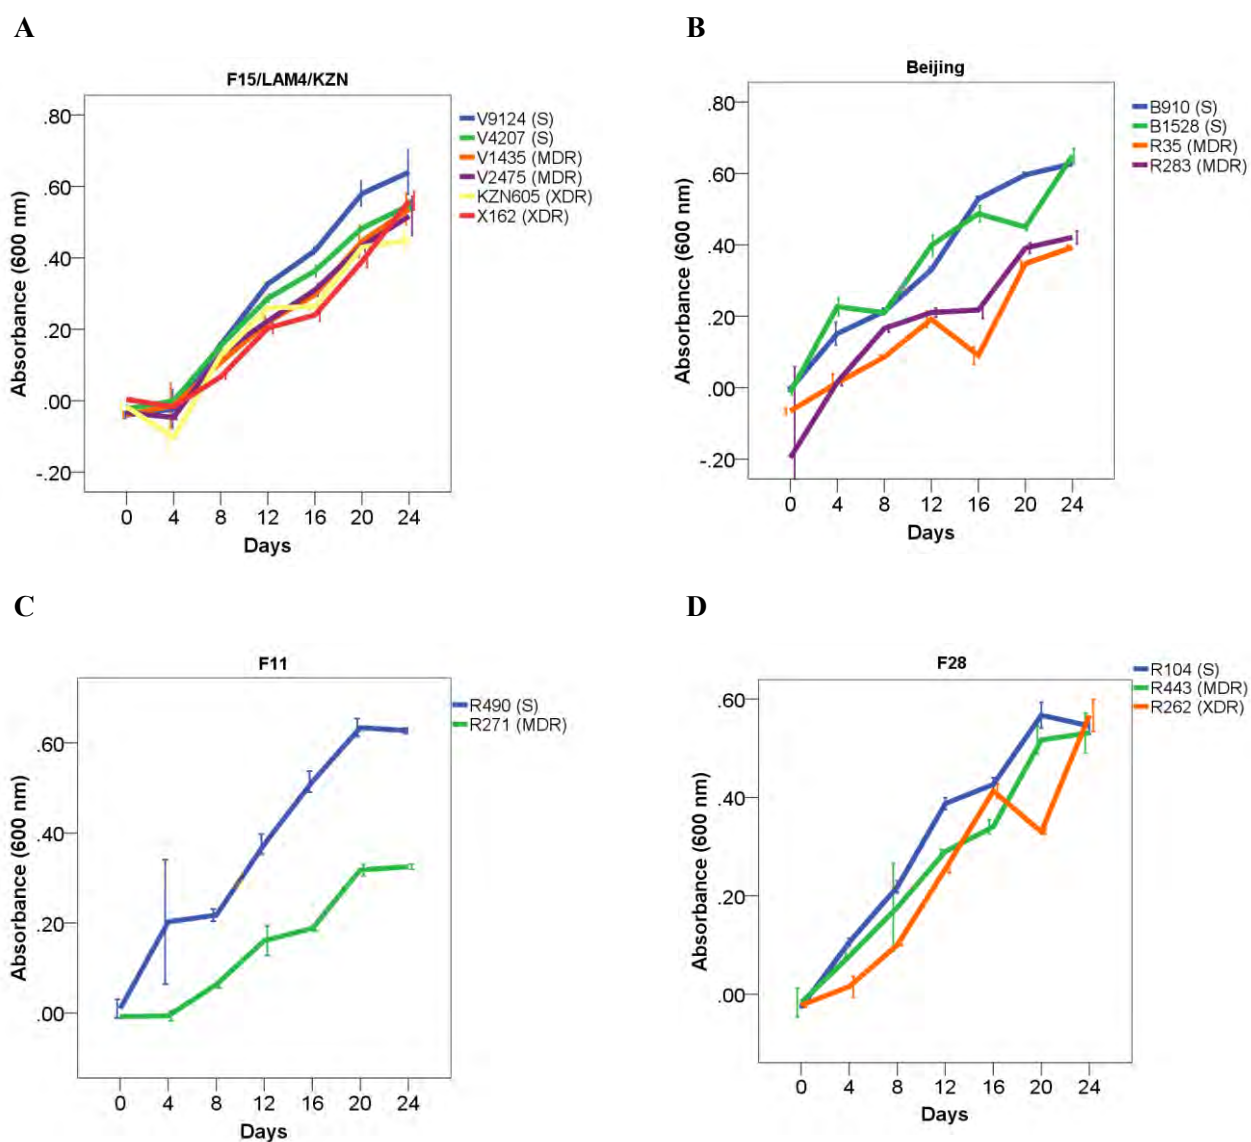 A
F15/LAM4/KZN
Absorbance (600 nm)
.80
.60
.40
.20
.00
-.20
0 4 8 12 16 20 24
Days
V9124 (S)
V4207 (S)
V1435 (MDR)
V2475 (MDR)
KZN605 (XDR)
X162 (XDR)
B
Beijing
Absorbance (600 nm)
.80
.60
.40
.20
.00
-.20
0 4 8 12 16 20 24
Days
B910 (S)
B1528 (S)
R35 (MDR)
R283 (MDR)
C
F11
Absorbance (600 nm)
.60
.40
.20
.00
0 4 8 12 16 20 24
Days
R490 (S)
R271 (MDR)
D
F28
Absorbance (600 nm)
.60
.40
.20
.00
0 4 8 12 16 20 24
Days
R104 (S)
R443 (MDR)
R262 (XDR)